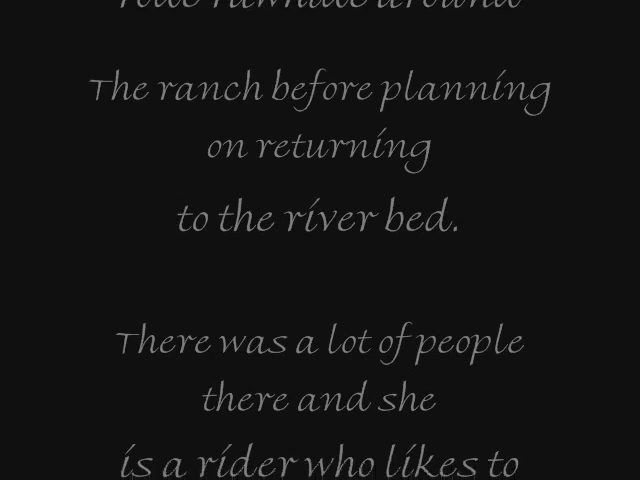 rode rawhide around
The ranch before planning
on returning
to the river bed.
There was a lot of people
there and she
is a rider who likes to